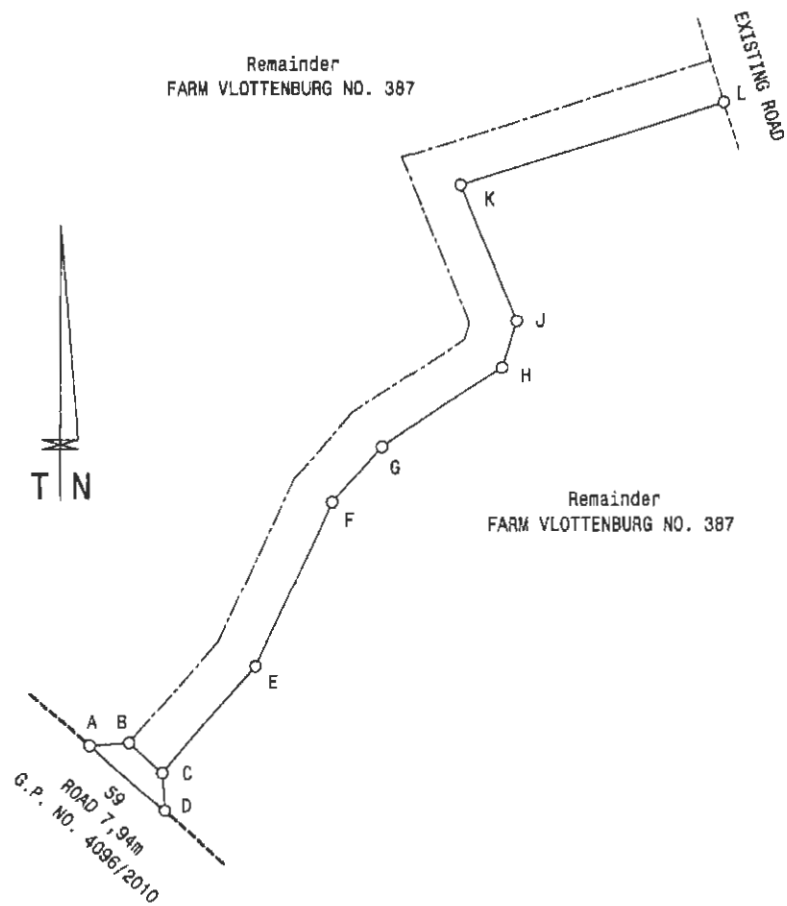 Remainder
FARM VLOTTENBURG NO. 387
EXISTING ROAD
L
K
J
H
G
T N
F
Remainder
FARM VLOTTENBURG NO. 387
E
A
B
C
D
59
ROAD 7,94m
G.P. NO. 4096/2010